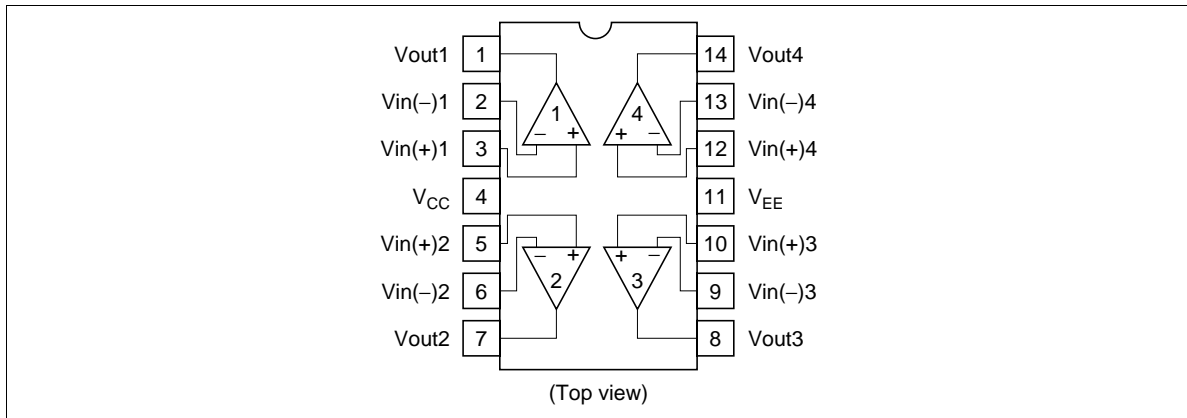 Vout1 1 14 Vout4
Vin(−)1 2 13 Vin(−)4
1 4
− + + −
Vin(+)1 3 12 Vin(+)4
VCC 4 11 VEE
Vin(+)2 5 10 Vin(+)3
− + + −
2 3
Vin(−)2 6 9 Vin(−)3
Vout2 7 8 Vout3
(Top view)